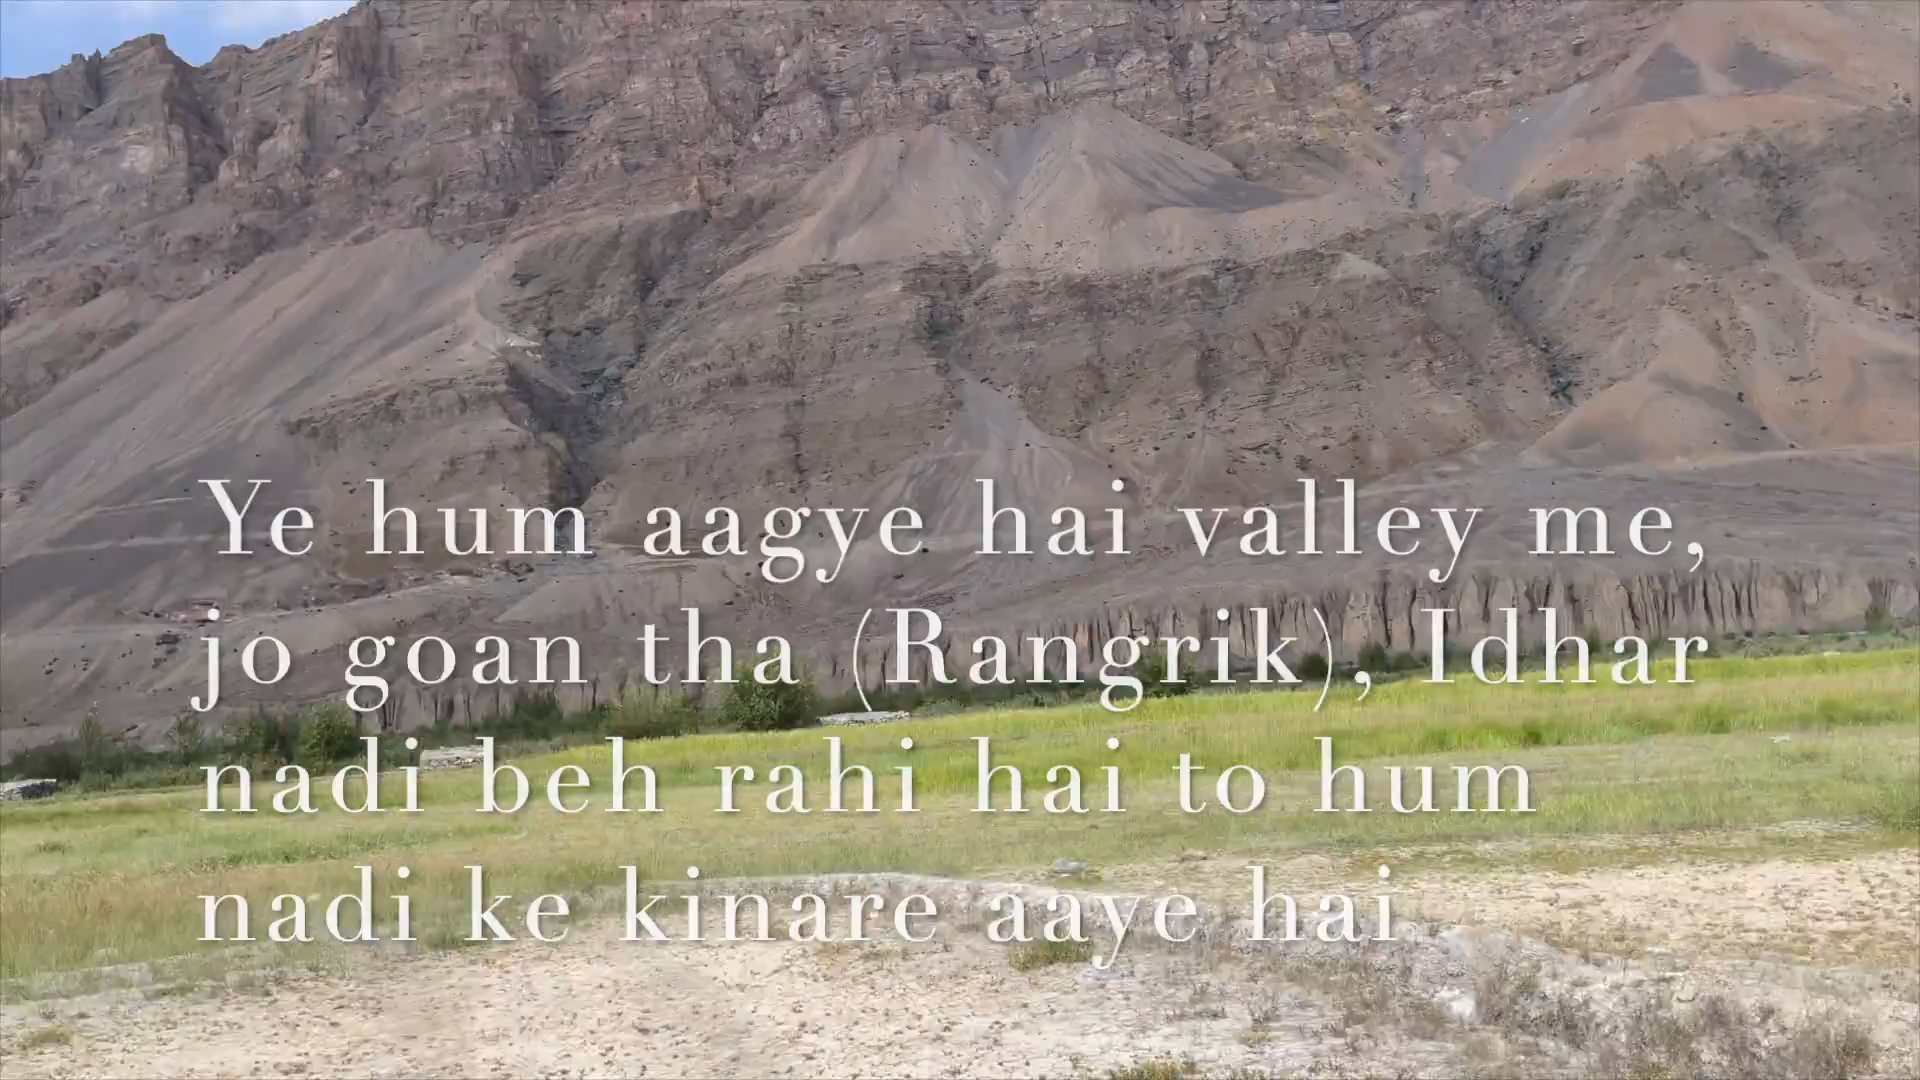 Ye hum aagye hai valley me,
jo goan tha (Rangrik), Idhar
nadi beh rahi hai to hum
nadi ke kinare aaye hai